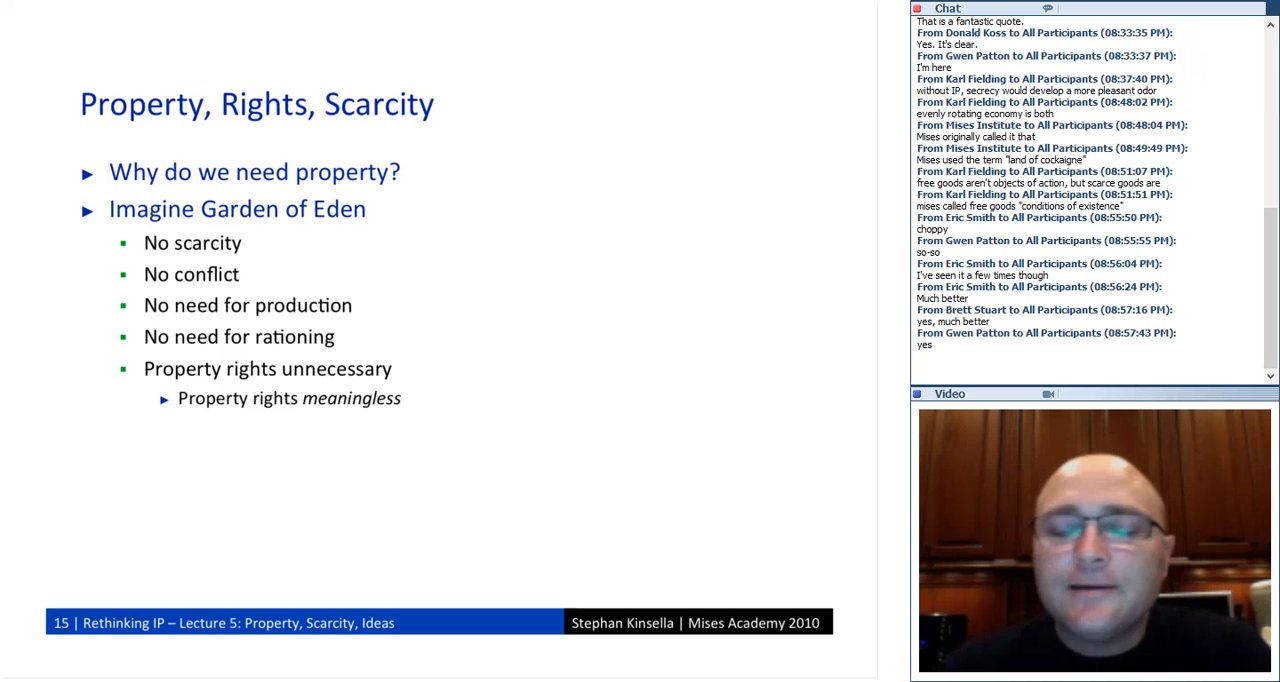 Property, Rights, Scarcity
► Why do we need property?
► Imagine Garden of Eden
▪ No scarcity
▪ No conflict
▪ No need for production
▪ No need for rationing
▪ Property rights unnecessary
► Property rights meaningless
15 | Rethinking IP – Lecture 5: Property, Scarcity, Ideas
Stephan Kinsella | Mises Academy 2010
Chat
That is a fantastic quote.
From Donald Koss to All Participants (08:33:35 PM):
Yes. It's clear.
From Gwen Patton to All Participants (08:33:37 PM):
I'm here
From Karl Fielding to All Participants (08:37:40 PM):
without IP, secrecy would develop a more pleasant odor
From Karl Fielding to All Participants (08:48:02 PM):
evenly rotating economy is both
From Mises Institute to All Participants (08:48:04 PM):
Mises originally called it that
From Mises Institute to All Participants (08:49:49 PM):
Mises used the term "land of cockaigne"
From Karl Fielding to All Participants (08:51:07 PM):
free goods aren't objects of action, but scarce goods are
From Karl Fielding to All Participants (08:51:51 PM):
mises called free goods "conditions of existence"
From Eric Smith to All Participants (08:55:50 PM):
choppy
From Gwen Patton to All Participants (08:55:55 PM):
so-so
From Eric Smith to All Participants (08:56:04 PM):
I've seen it a few times though
From Eric Smith to All Participants (08:56:24 PM):
Much better
From Brett Stuart to All Participants (08:57:16 PM):
yes, much better
From Gwen Patton to All Participants (08:57:43 PM):
yes
Video